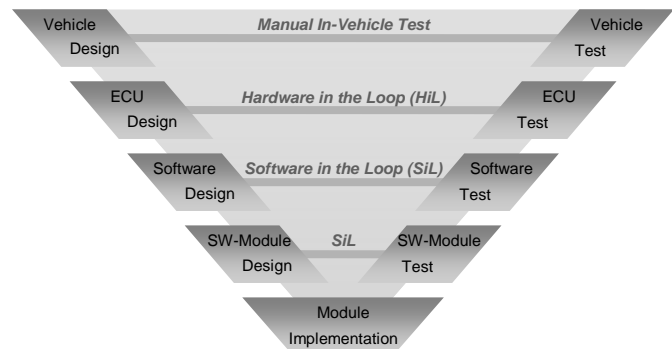 Vehicle
Design
Manual In-Vehicle Test
Vehicle
Test
ECU
Design
Hardware in the Loop (HiL)
ECU
Test
Software
Design
Software in the Loop (SiL)
Software
Test
SW-Module
Design
SiL
SW-Module
Test
Module
Implementation